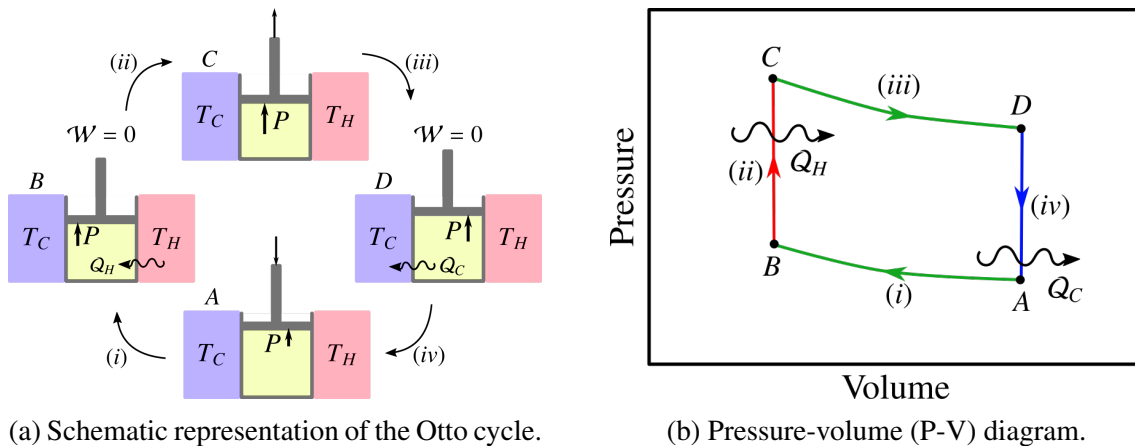 C
(ii)
(iii)
T_C
P
T_H
𝒲 = 0
𝒲 = 0
B
D
T_C
P
T_H
Q_H
T_C
P
T_H
Q_C
A
(i)
(iv)
T_C
P
T_H
(a) Schematic representation of the Otto cycle.
Pressure
C
(iii)
D
Q_H
(ii)
(iv)
B
(i)
A
Q_C
Volume
(b) Pressure-volume (P-V) diagram.